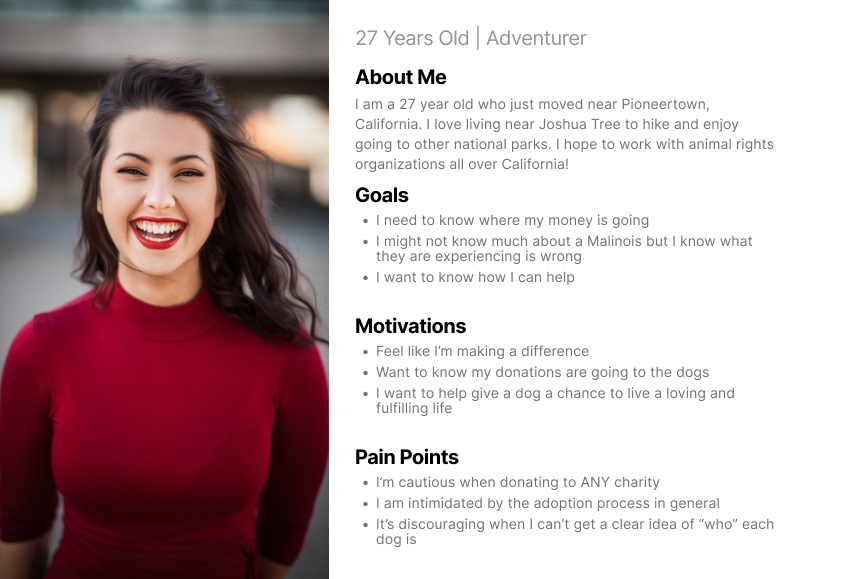 27 Years Old | Adventurer
About Me
I am a 27 year old who just moved near Pioneertown,
California. I love living near Joshua Tree to hike and enjoy
going to other national parks. I hope to work with animal rights
organizations all over California!
Goals
• I need to know where my money is going
• I might not know much about a Malinois but I know what
they are experiencing is wrong
• I want to know how I can help
Motivations
• Feel like I’m making a difference
• Want to know my donations are going to the dogs
• I want to help give a dog a chance to live a loving and
fulfilling life
Pain Points
• I’m cautious when donating to ANY charity
• I am intimidated by the adoption process in general
• It’s discouraging when I can’t get a clear idea of “who” each
dog is